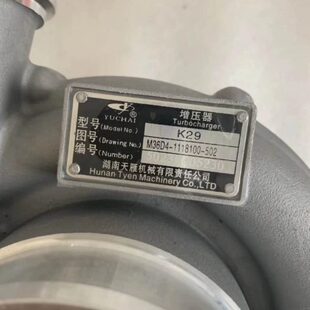 YUCHAI
增压器
Turbocharger
型号
(Model No.)
K29
图号
(Drawing No.)
M36D4-1118100-502
编号
(Number)
湖南天雁机械有限责任公司
Hunan Tyen Machinery Co.,LTD